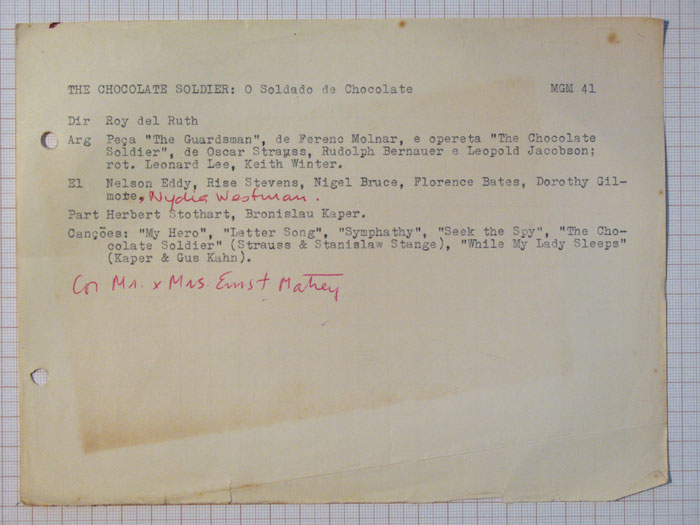 THE CHOCOLATE SOLDIER: O Soldado de Chocolate MGM 41
Dir Roy del Ruth
Arg Peça "The Guardsman", de Ferenc Molnar, e opereta "The Chocolate
Soldier", de Oscar Strauss, Rudolph Bernauer e Leopold Jacobson;
rot. Leonard Lee, Keith Winter.
El Nelson Eddy, Rise Stevens, Nigel Bruce, Florence Bates, Dorothy Gil-
more, Nydia Westman.
Part Herbert Stothart, Bronislau Kaper.
Canções: "My Hero", "Letter Song", "Symphathy", "Seek the Spy", "The Cho-
colate Soldier" (Strauss & Stanislaw Stange), "While My Lady Sleeps"
(Kaper & Gus Kahn).
Cor Mr. x Mrs. Ernst Matrey